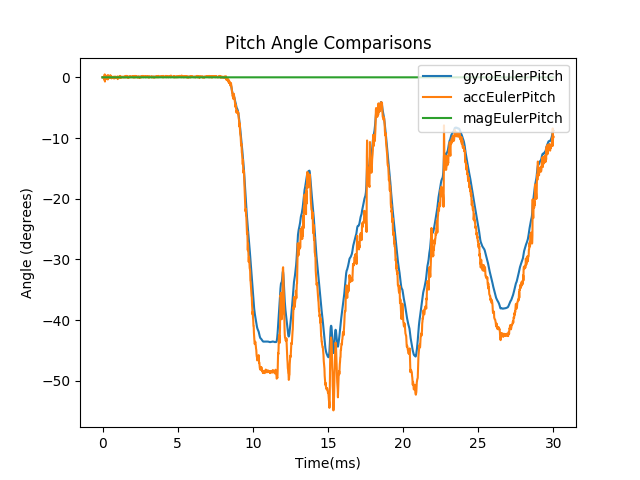 Pitch Angle Comparisons
gyroEulerPitch
accEulerPitch
magEulerPitch
Angle (degrees)
0
−10
−20
−30
−40
−50
0 5 10 15 20 25 30
Time(ms)